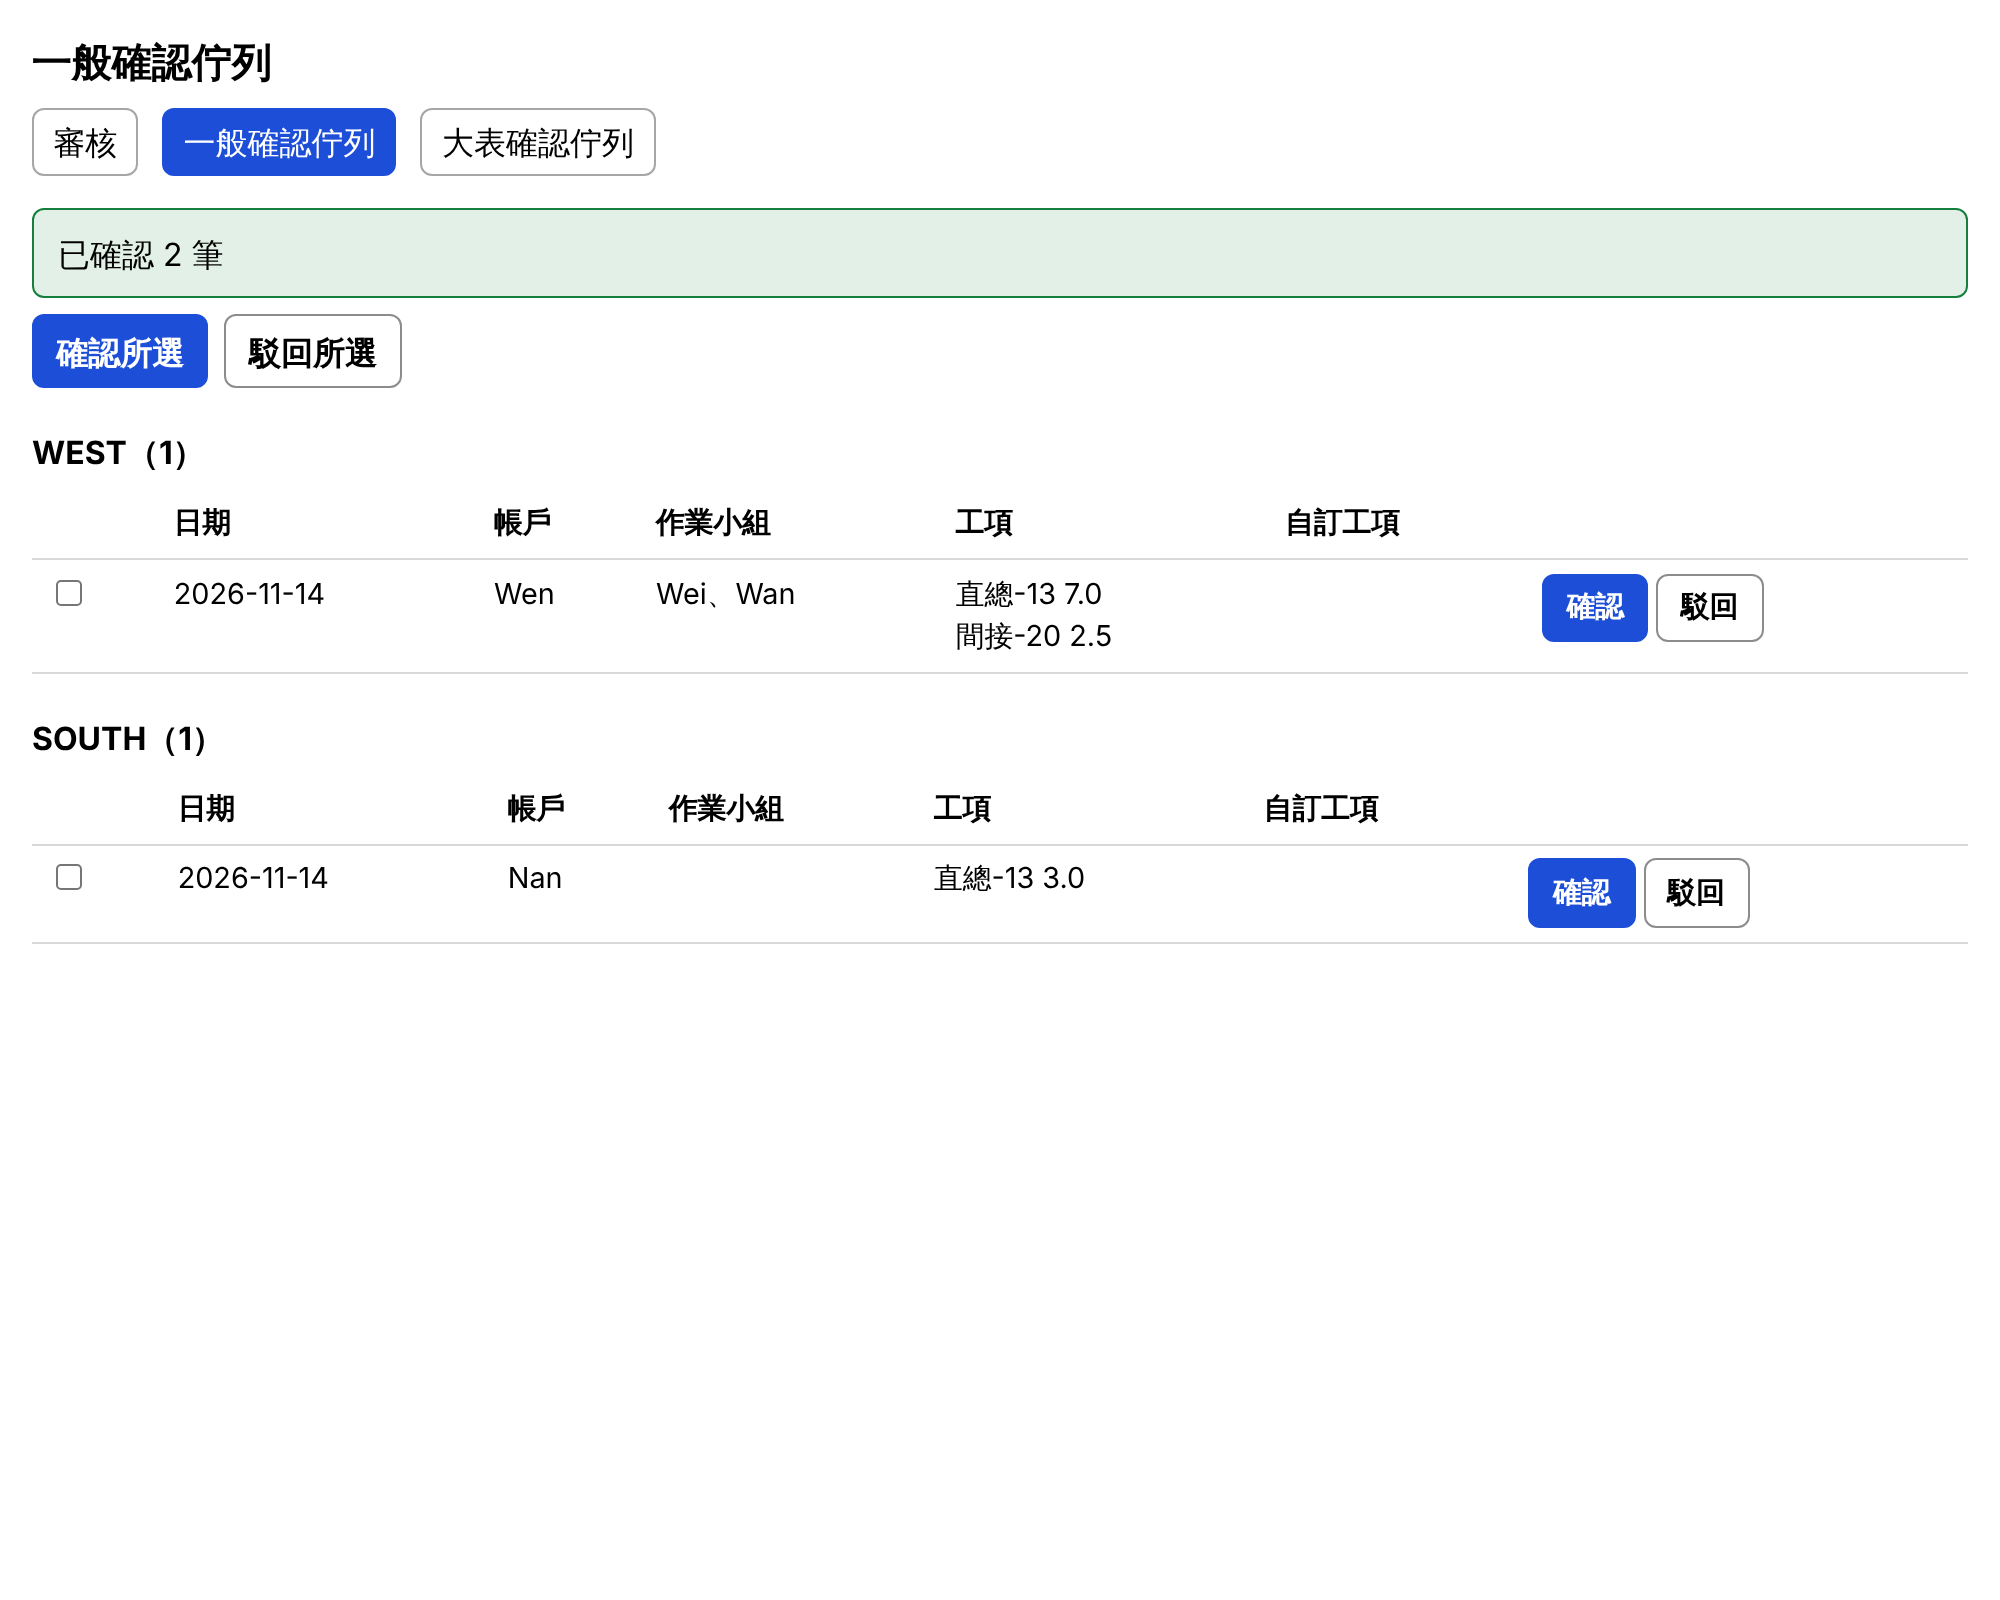 一般確認佇列
審核 一般確認佇列 大表確認佇列
已確認 2 筆
確認所選 駁回所選
WEST（1）
日期 帳戶 作業小組 工項 自訂工項
2026-11-14 Wen Wei、Wan 直總-13 7.0 確認 駁回
間接-20 2.5
SOUTH（1）
日期 帳戶 作業小組 工項 自訂工項
2026-11-14 Nan 直總-13 3.0 確認 駁回